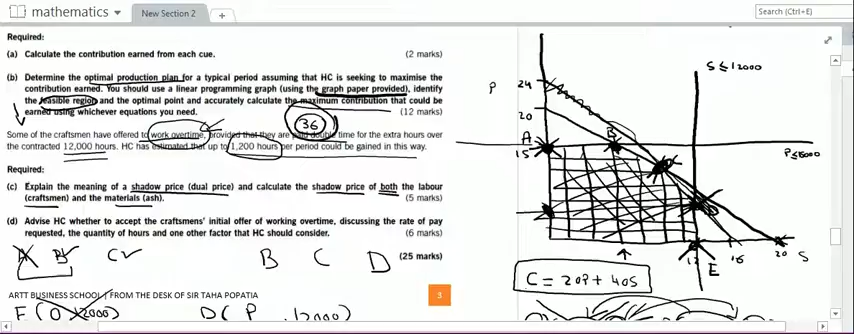 mathematics
New Section 2
+
Search (Ctrl+E)
Required:
(a) Calculate the contribution earned from each cue. (2 marks)
(b) Determine the optimal production plan for a typical period assuming that HC is seeking to maximise the
contribution earned. You should use a linear programming graph (using the graph paper provided), identify
the feasible region and the optimal point and accurately calculate the maximum contribution that could be
earned using whichever equations you need. (12 marks)
36
Some of the craftsmen have offered to work overtime, provided that they are paid double time for the extra hours over
the contracted 12,000 hours. HC has estimated that up to 1,200 hours per period could be gained in this way.
Required:
(c) Explain the meaning of a shadow price (dual price) and calculate the shadow price of both the labour
(craftsmen) and the materials (ash). (5 marks)
(d) Advise HC whether to accept the craftsmen's initial offer of working overtime, discussing the rate of pay
requested, the quantity of hours and one other factor that HC should consider. (6 marks)
(25 marks)
A B C B C D
ARTT BUSINESS SCHOOL | FROM THE DESK OF SIR TAHA POPATIA 3
E(0, 12000) D(P, 12000)
S≤12000
P 24
20
A B
15 P≤15000
12 16 20 S
E
C = 20P + 40S